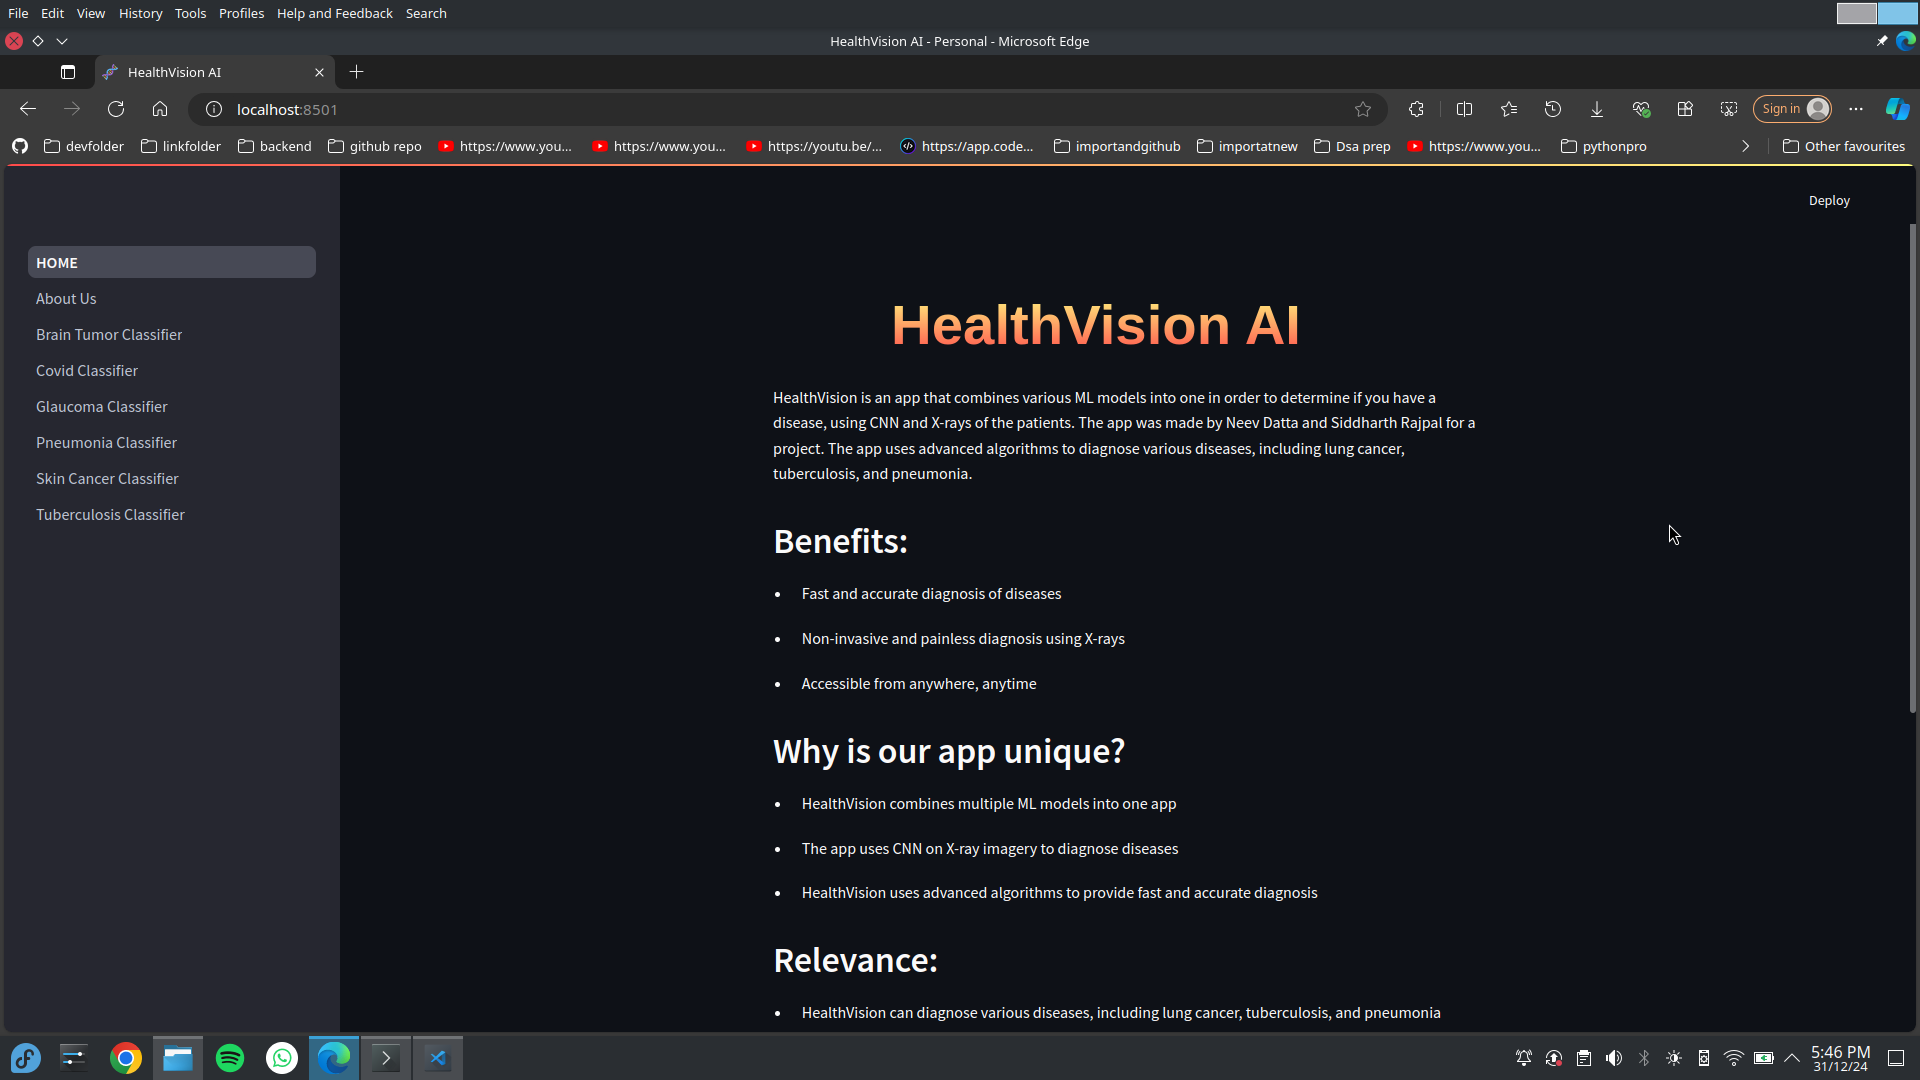 File Edit View History Tools Profiles Help and Feedback Search
HealthVision AI - Personal - Microsoft Edge
HealthVision AI
localhost:8501
Sign in
devfolder linkfolder backend github repo https://www.you... https://www.you... https://youtu.be/... https://app.code... importandgithub importatnew Dsa prep https://www.you... pythonpro Other favourites
Deploy
HOME
About Us
Brain Tumor Classifier
Covid Classifier
Glaucoma Classifier
Pneumonia Classifier
Skin Cancer Classifier
Tuberculosis Classifier
HealthVision AI
HealthVision is an app that combines various ML models into one in order to determine if you have a
disease, using CNN and X-rays of the patients. The app was made by Neev Datta and Siddharth Rajpal for a
project. The app uses advanced algorithms to diagnose various diseases, including lung cancer,
tuberculosis, and pneumonia.
Benefits:
• Fast and accurate diagnosis of diseases
• Non-invasive and painless diagnosis using X-rays
• Accessible from anywhere, anytime
Why is our app unique?
• HealthVision combines multiple ML models into one app
• The app uses CNN on X-ray imagery to diagnose diseases
• HealthVision uses advanced algorithms to provide fast and accurate diagnosis
Relevance:
• HealthVision can diagnose various diseases, including lung cancer, tuberculosis, and pneumonia
5:46 PM
31/12/24